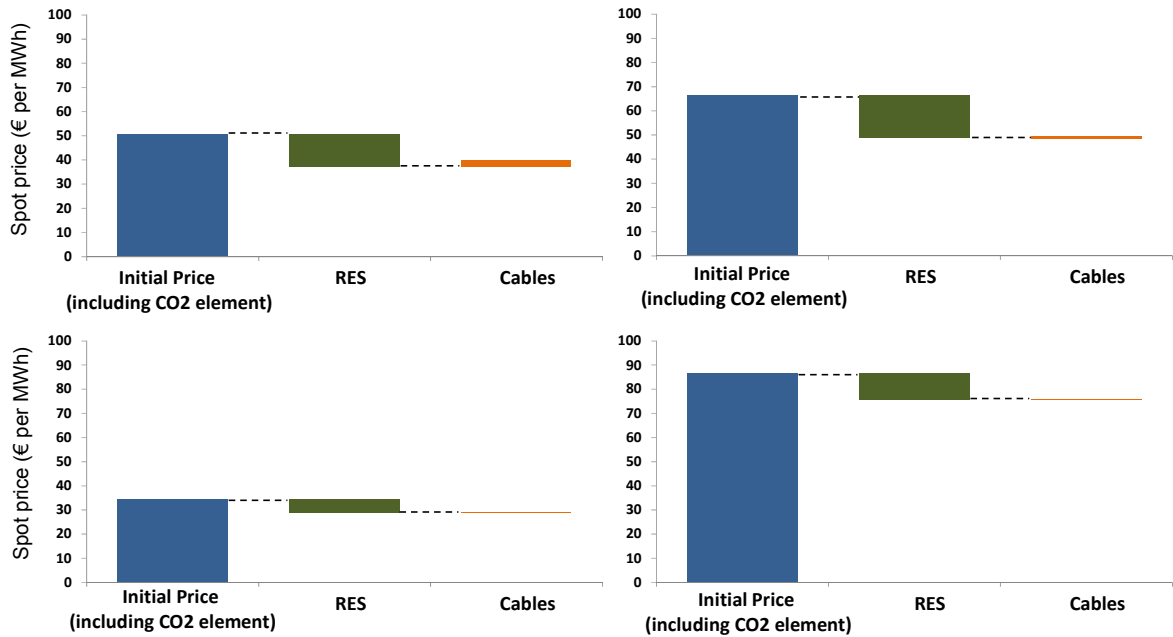 Spot price (€ per MWh)
100
90
80
70
60
50
40
30
20
10
0
Initial Price
(including CO2 element)
RES
Cables
100
90
80
70
60
50
40
30
20
10
0
Initial Price
(including CO2 element)
RES
Cables
Spot price (€ per MWh)
100
90
80
70
60
50
40
30
20
10
0
Initial Price
(including CO2 element)
RES
Cables
100
90
80
70
60
50
40
30
20
10
0
Initial Price
(including CO2 element)
RES
Cables